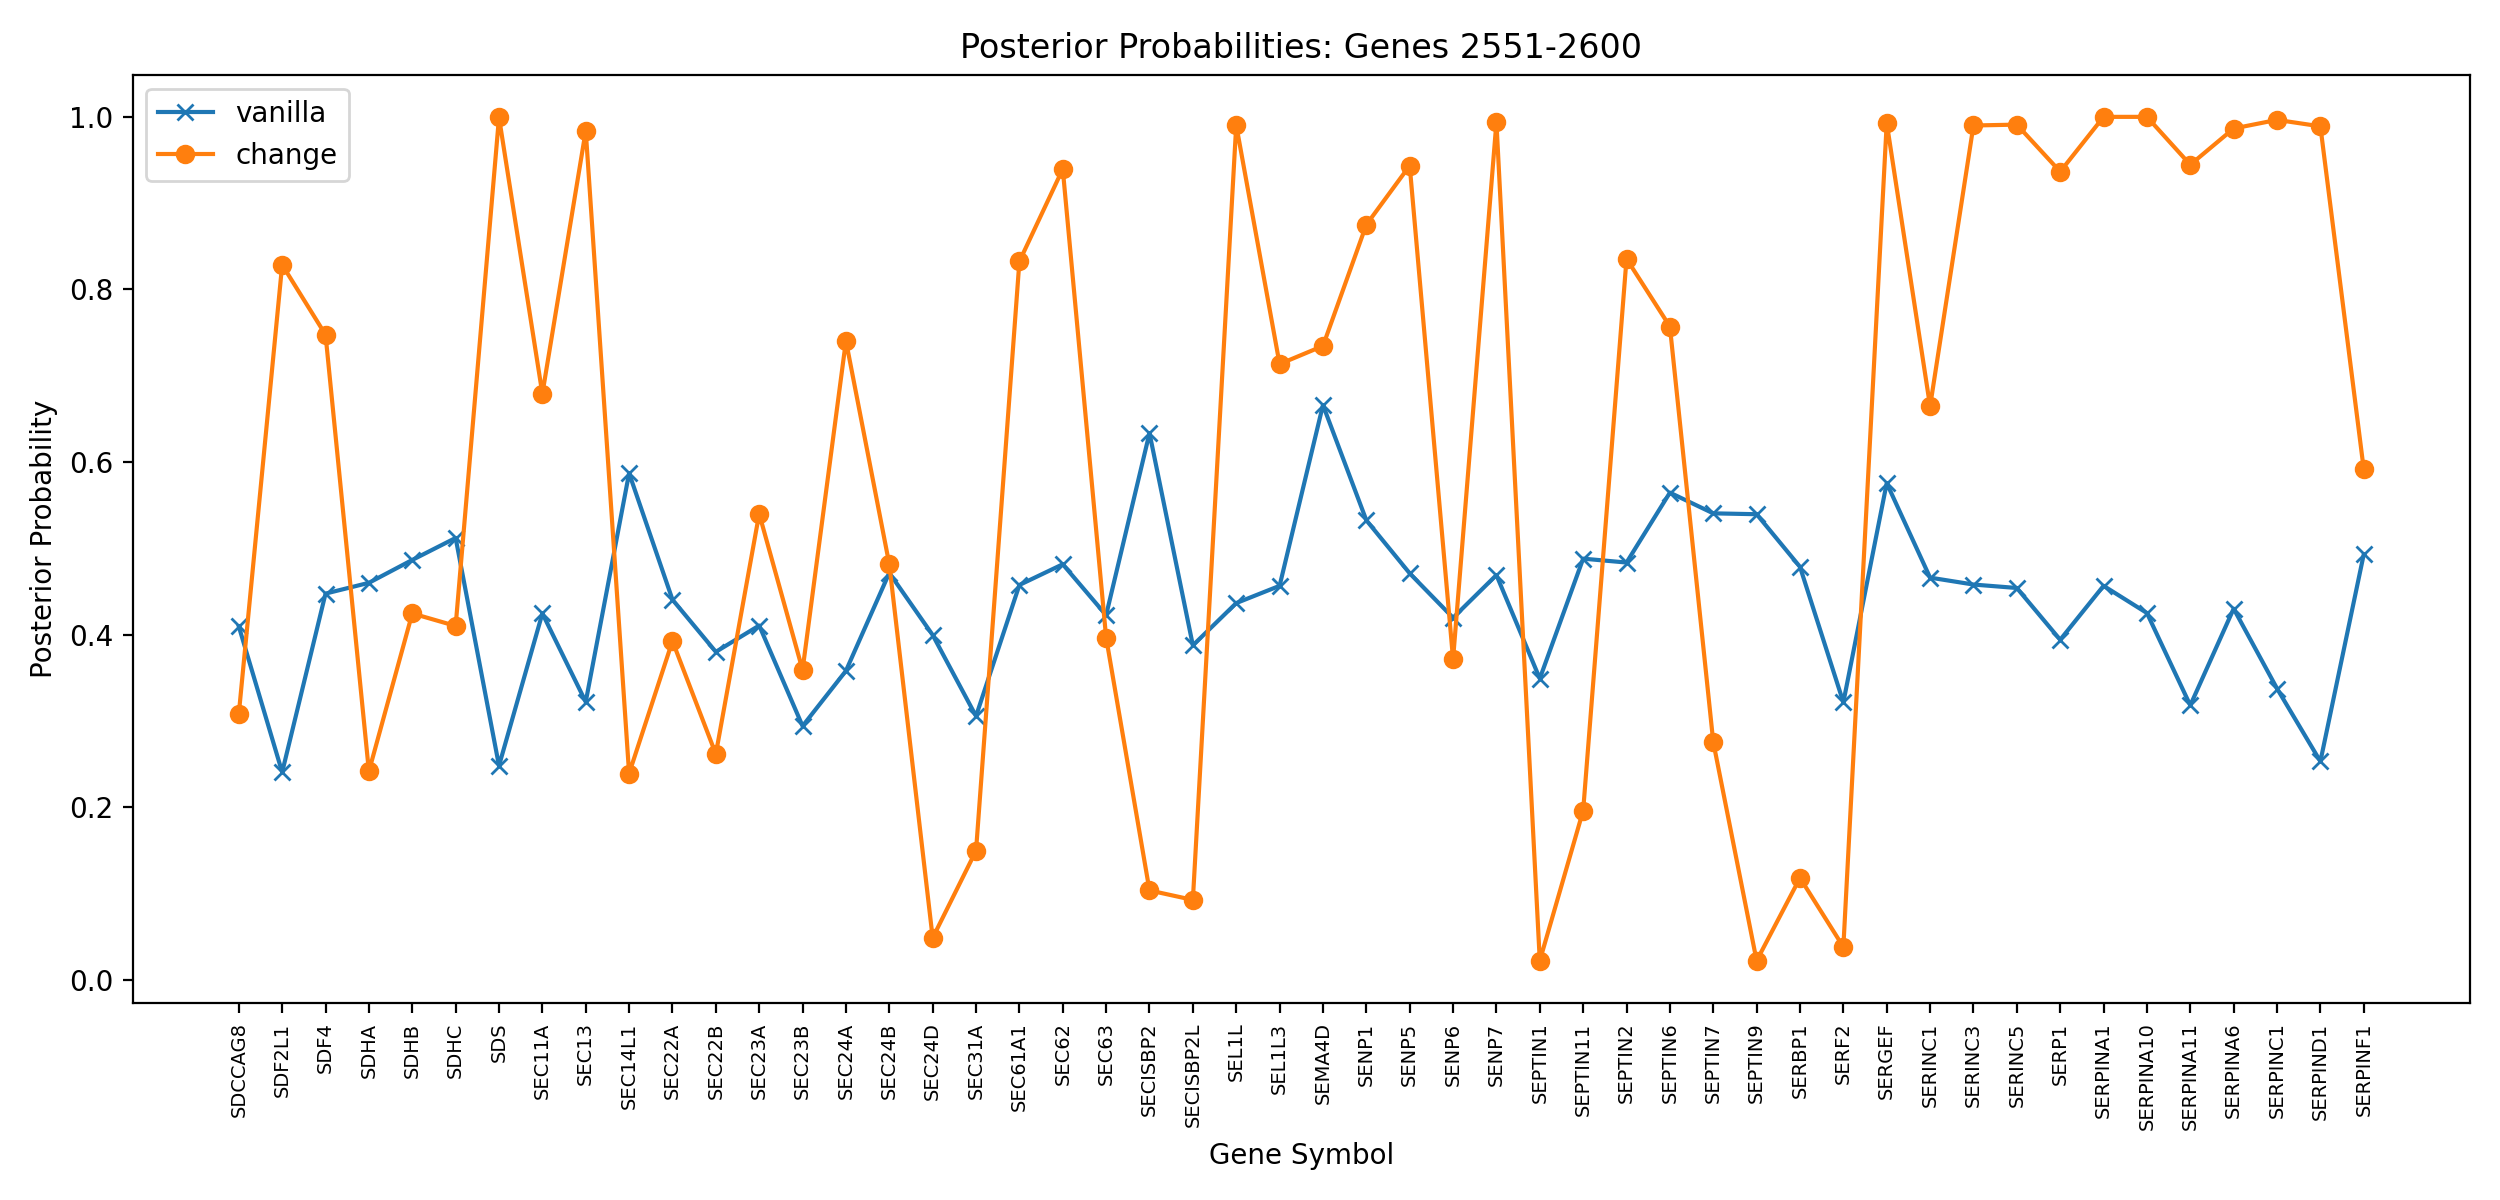 Posterior Probabilities: Genes 2551-2600
vanilla
change
Posterior Probability
1.0
0.8
0.6
0.4
0.2
0.0
SDCCAG8
SDF2L1
SDF4
SDHA
SDHB
SDHC
SDS
SEC11A
SEC13
SEC14L1
SEC22A
SEC22B
SEC23A
SEC23B
SEC24A
SEC24B
SEC24D
SEC31A
SEC61A1
SEC62
SEC63
SECISBP2
SECISBP2L
SEL1L
SEL1L3
SEMA4D
SENP1
SENP5
SENP6
SENP7
SEPTIN1
SEPTIN11
SEPTIN2
SEPTIN6
SEPTIN7
SEPTIN9
SERBP1
SERF2
SERGEF
SERINC1
SERINC3
SERINC5
SERP1
SERPINA1
SERPINA10
SERPINA11
SERPINA6
SERPINC1
SERPIND1
SERPINF1
Gene Symbol